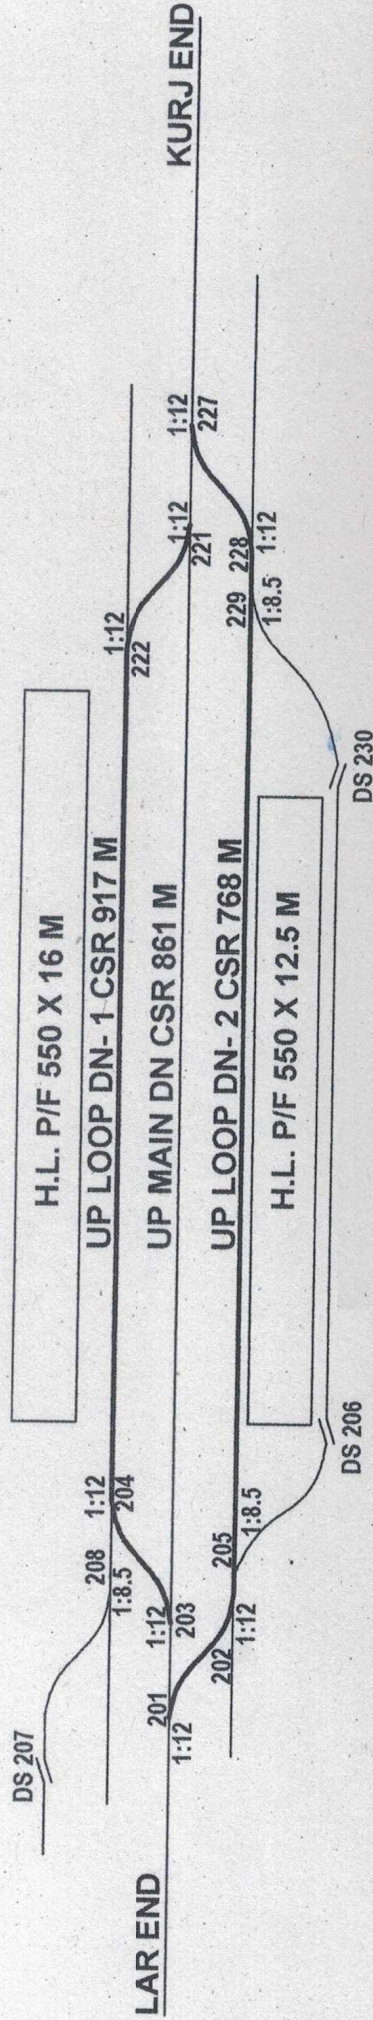 KURJ END
H.L. P/F 550 X 16 M
1:12
222
UP LOOP DN- 1 CSR 917 M
1:12
221
1:12
227
UP MAIN DN CSR 861 M
UP LOOP DN- 2 CSR 768 M
229
228
1:8.5
1:12
H.L. P/F 550 X 12.5 M
DS 230
DS 207
208
1:8.5
1:12
204
1:12
203
201
1:12
202
1:12
205
1:8.5
DS 206
LAR END